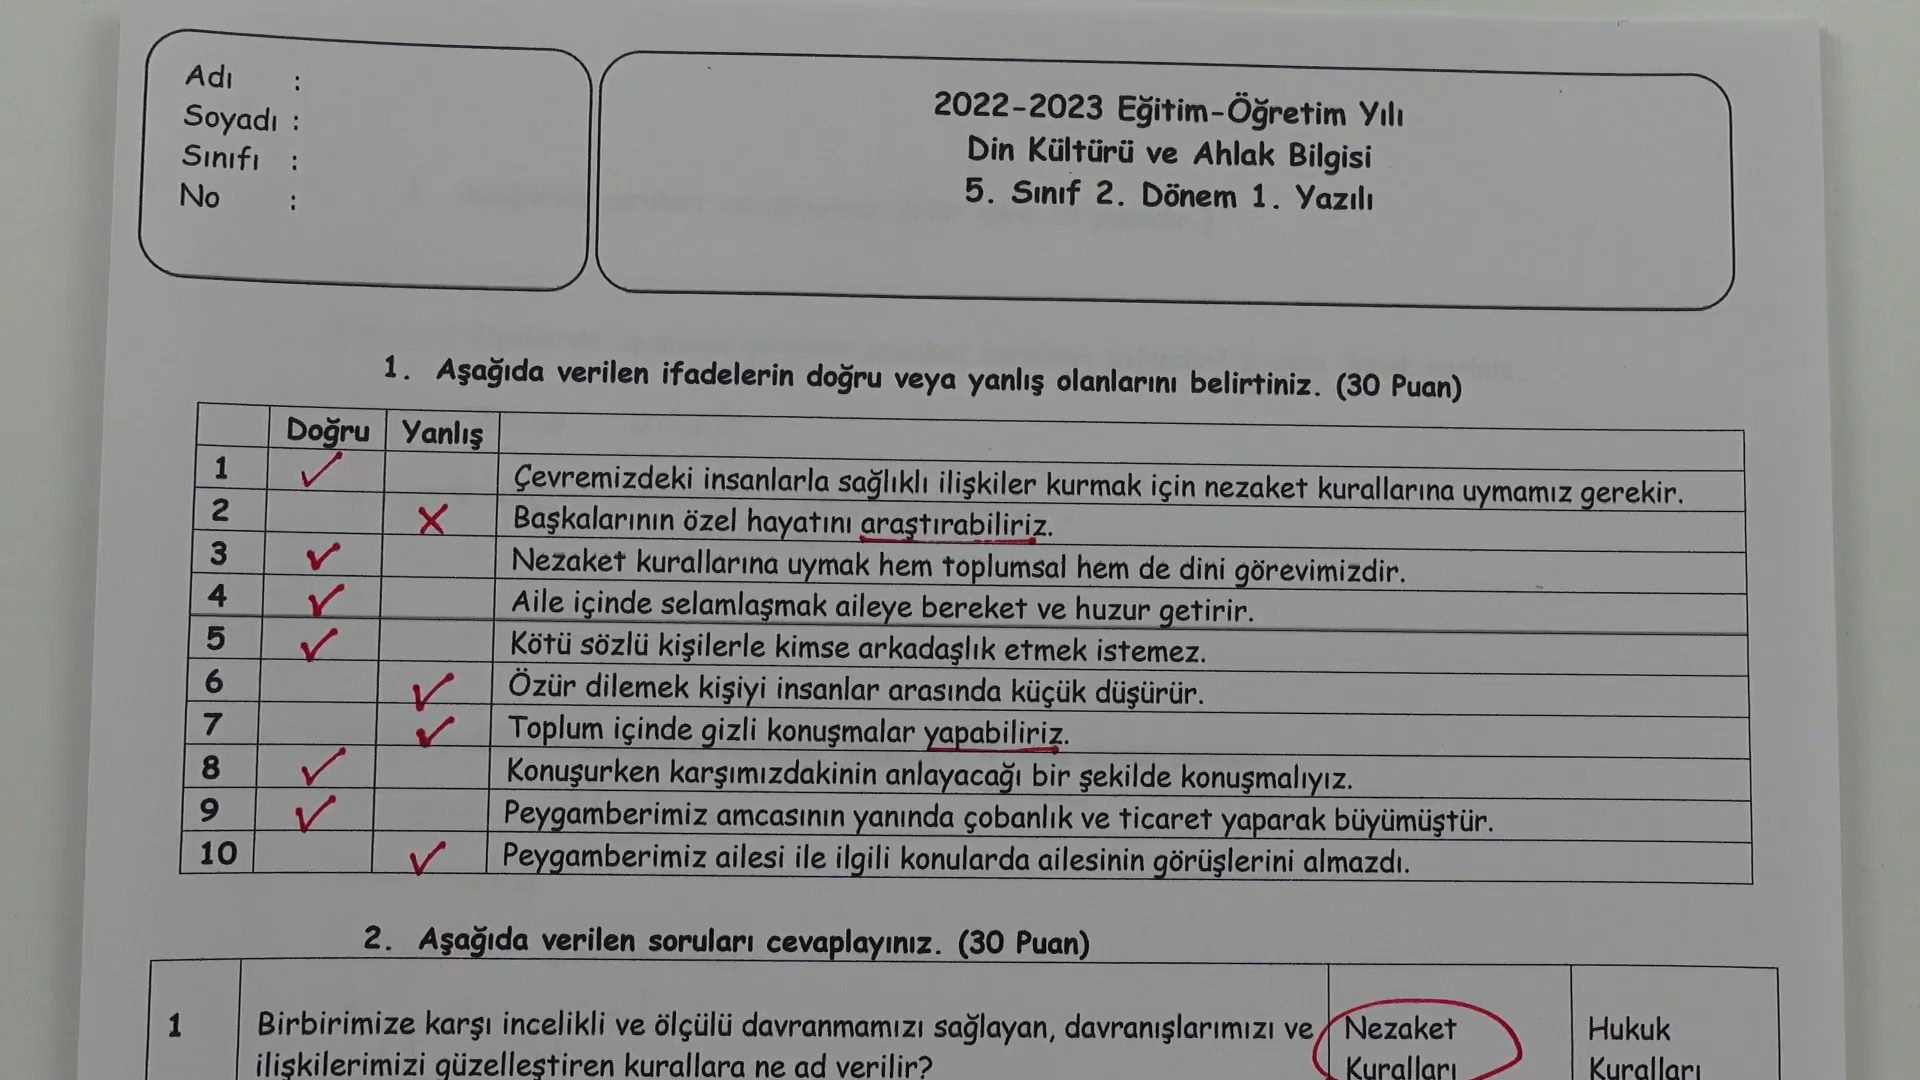 Adı :
Soyadı :
Sınıfı :
No :
2022-2023 Eğitim-Öğretim Yılı
Din Kültürü ve Ahlak Bilgisi
5. Sınıf 2. Dönem 1. Yazılı
1. Aşağıda verilen ifadelerin doğru veya yanlış olanlarını belirtiniz. (30 Puan)
Doğru Yanlış
1 ✓ Çevremizdeki insanlarla sağlıklı ilişkiler kurmak için nezaket kurallarına uymamız gerekir.
2 X Başkalarının özel hayatını araştırabiliriz.
3 ✓ Nezaket kurallarına uymak hem toplumsal hem de dini görevimizdir.
4 ✓ Aile içinde selamlaşmak aileye bereket ve huzur getirir.
5 ✓ Kötü sözlü kişilerle kimse arkadaşlık etmek istemez.
6 ✓ Özür dilemek kişiyi insanlar arasında küçük düşürür.
7 ✓ Toplum içinde gizli konuşmalar yapabiliriz.
8 ✓ Konuşurken karşımızdakinin anlayacağı bir şekilde konuşmalıyız.
9 ✓ Peygamberimiz amcasının yanında çobanlık ve ticaret yaparak büyümüştür.
10 ✓ Peygamberimiz ailesi ile ilgili konularda ailesinin görüşlerini almazdı.
2. Aşağıda verilen soruları cevaplayınız. (30 Puan)
1 Birbirimize karşı incelikli ve ölçülü davranmamızı sağlayan, davranışlarımızı ve
ilişkilerimizi güzelleştiren kurallara ne ad verilir?
Nezaket
Kuralları
Hukuk
Kuralları